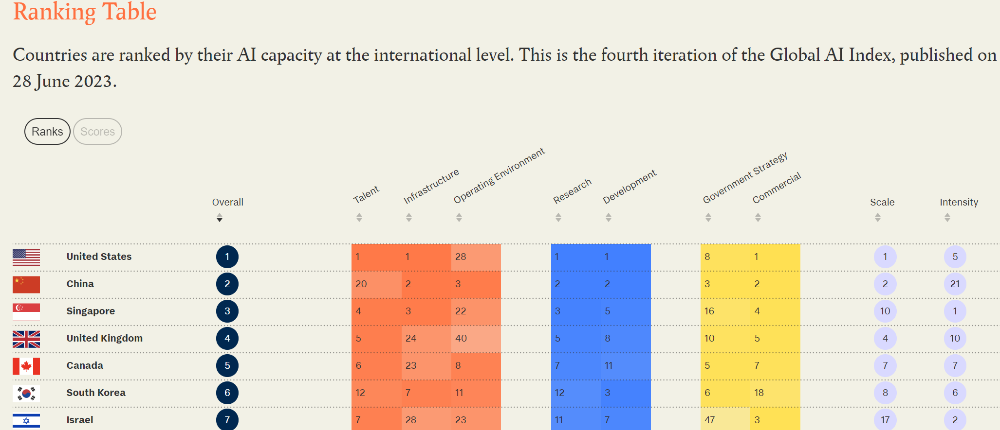 Ranking Table
Countries are ranked by their AI capacity at the international level. This is the fourth iteration of the Global AI Index, published on
28 June 2023.
Ranks Scores
Overall Talent Infrastructure Operating Environment Research Development Government Strategy Commercial Scale Intensity
United States 1 1 1 28 1 1 8 1 1 5
China 2 20 2 3 2 2 3 2 2 21
Singapore 3 4 3 22 3 5 16 4 10 1
United Kingdom 4 5 24 40 5 8 10 5 4 10
Canada 5 6 23 8 7 11 5 7 7 7
South Korea 6 12 7 11 12 3 6 18 8 6
Israel 7 7 28 23 11 7 47 3 17 2